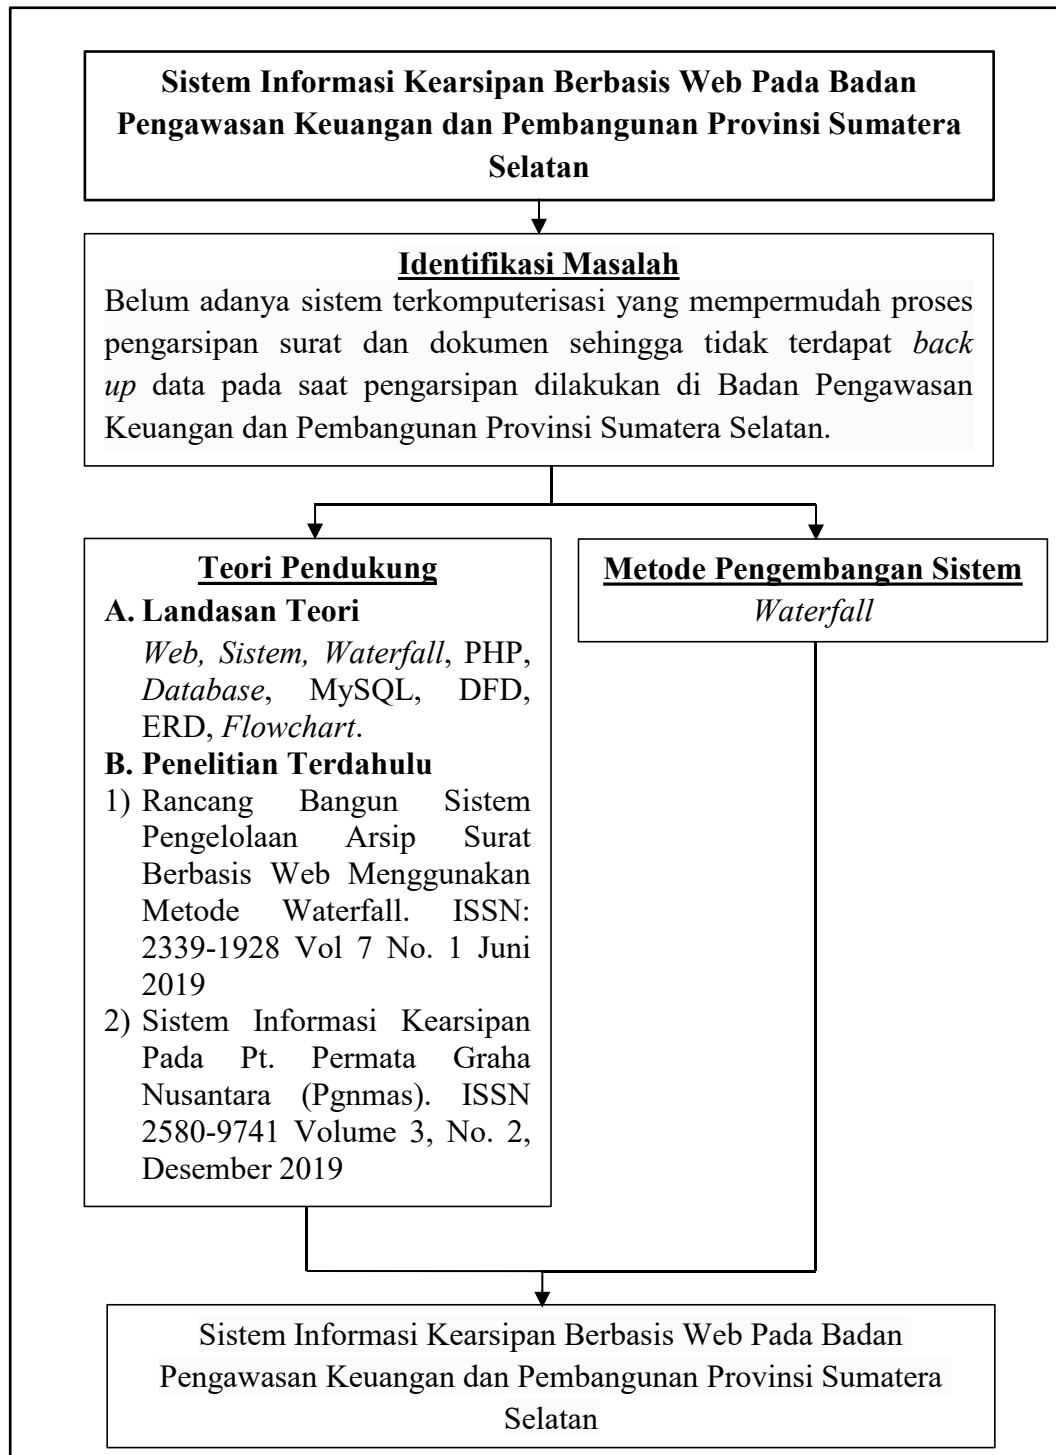 Sistem Informasi Kearsipan Berbasis Web Pada Badan
Pengawasan Keuangan dan Pembangunan Provinsi Sumatera
Selatan
Identifikasi Masalah
Belum adanya sistem terkomputerisasi yang mempermudah proses
pengarsipan surat dan dokumen sehingga tidak terdapat back
up data pada saat pengarsipan dilakukan di Badan Pengawasan
Keuangan dan Pembangunan Provinsi Sumatera Selatan.
Teori Pendukung
A. Landasan Teori
Web, Sistem, Waterfall, PHP,
Database, MySQL, DFD,
ERD, Flowchart.
B. Penelitian Terdahulu
1) Rancang Bangun Sistem
Pengelolaan Arsip Surat
Berbasis Web Menggunakan
Metode Waterfall. ISSN:
2339-1928 Vol 7 No. 1 Juni
2019
2) Sistem Informasi Kearsipan
Pada Pt. Permata Graha
Nusantara (Pgnmas). ISSN
2580-9741 Volume 3, No. 2,
Desember 2019
Metode Pengembangan Sistem
Waterfall
Sistem Informasi Kearsipan Berbasis Web Pada Badan
Pengawasan Keuangan dan Pembangunan Provinsi Sumatera
Selatan